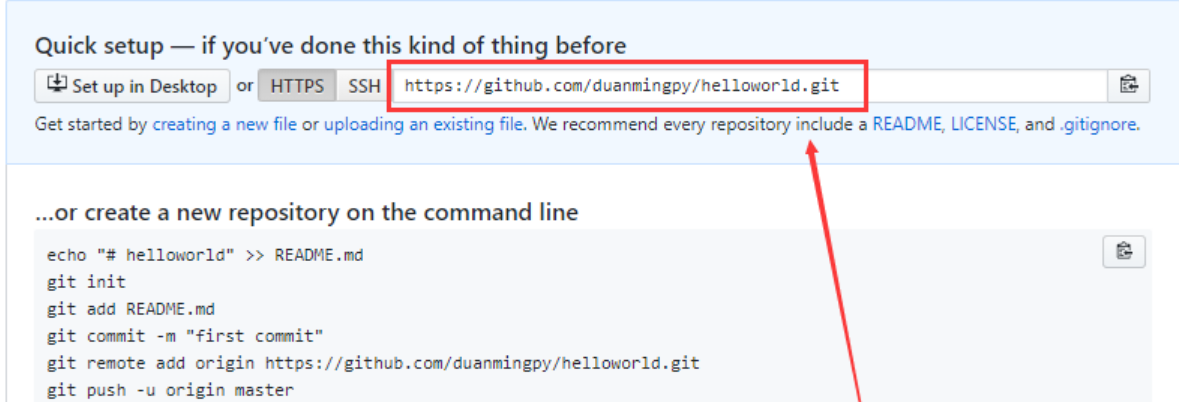 Quick setup — if you've done this kind of thing before
Set up in Desktop or HTTPS SSH https://github.com/duanmingpy/helloworld.git
Get started by creating a new file or uploading an existing file. We recommend every repository include a README, LICENSE, and .gitignore.
...or create a new repository on the command line
echo "# helloworld" >> README.md
git init
git add README.md
git commit -m "first commit"
git remote add origin https://github.com/duanmingpy/helloworld.git
git push -u origin master